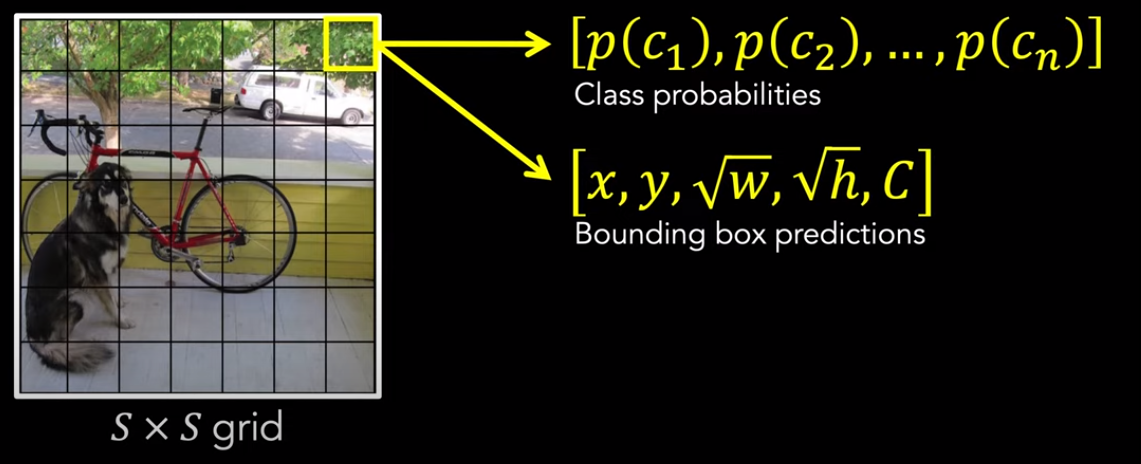 [p(c₁), p(c₂), ... , p(cₙ)]
Class probabilities
[x, y, √w, √h, C]
Bounding box predictions
S × S grid